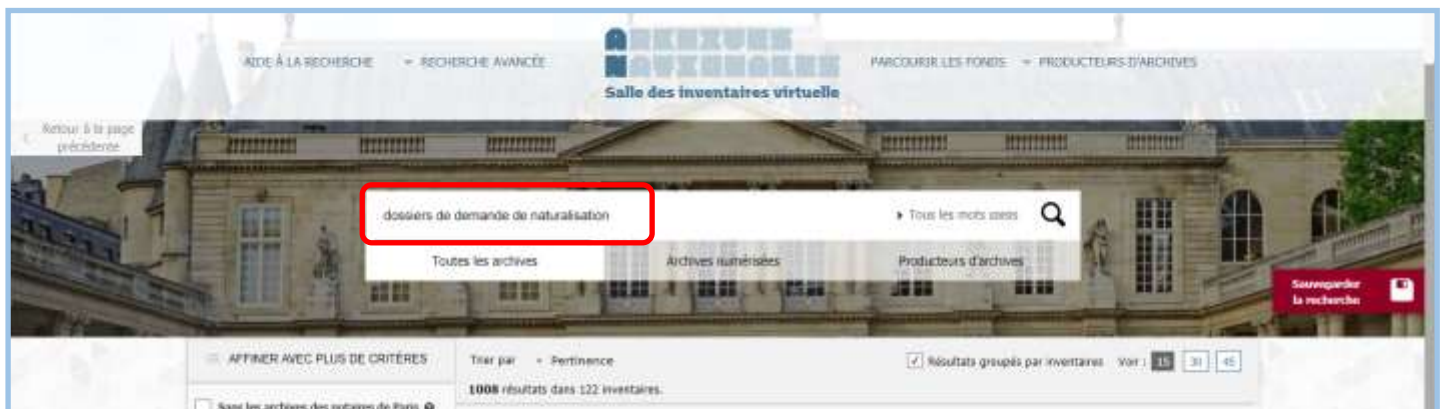 ARCHIVES
AIDE À LA RECHERCHE RECHERCHE AVANCÉE NATIONALES PARCOURIR LES FONDS PRODUCTEURS D'ARCHIVES
Salle des inventaires virtuelle
Retour à la page
précédente
dossiers de demande de naturalisation Tous les mots
Toutes les archives Archives numérisées Producteurs d'archives
Sauvegarder
la recherche
AFFINER AVEC PLUS DE CRITÈRES Trier par Pertinence Résultats groupés par inventaires Voir : 15 30 45
1008 résultats dans 122 inventaires.
Sans les archives des notaires de Paris